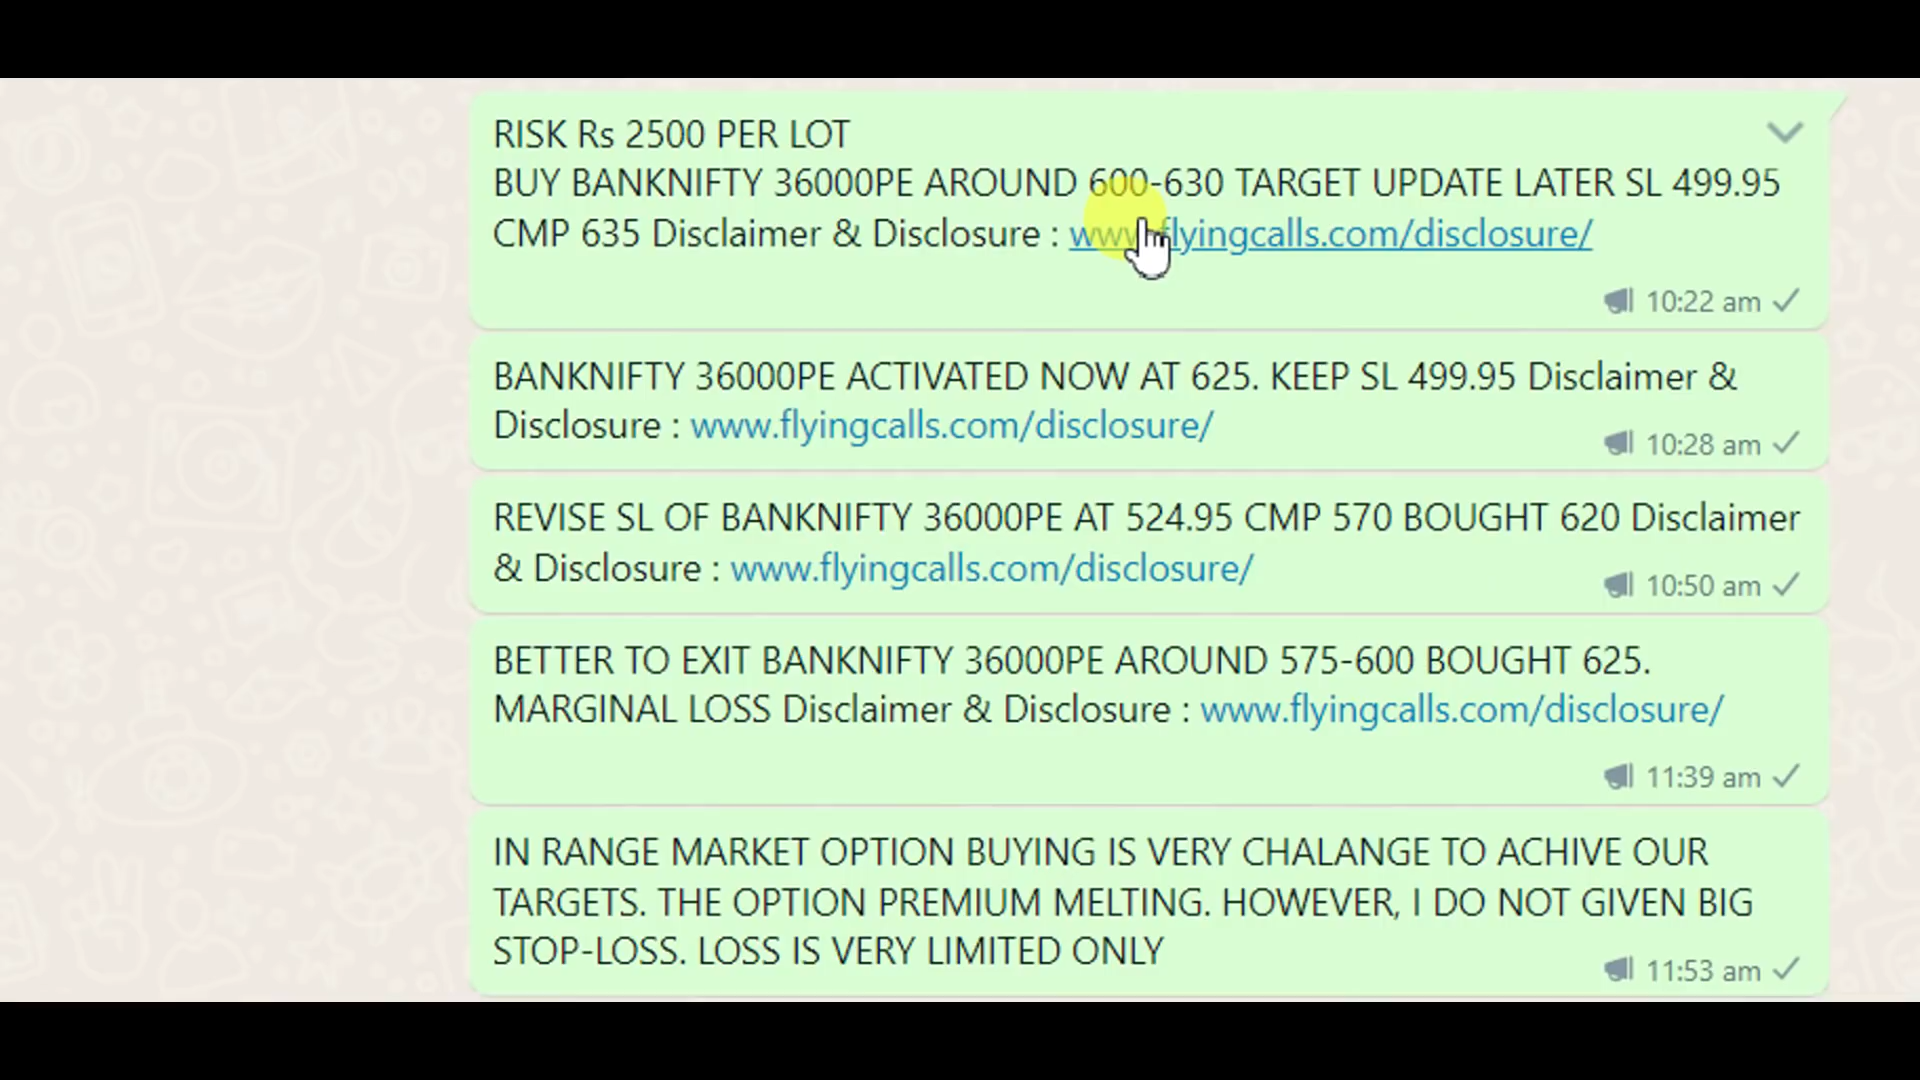 RISK Rs 2500 PER LOT
BUY BANKNIFTY 36000PE AROUND 600-630 TARGET UPDATE LATER SL 499.95
CMP 635 Disclaimer & Disclosure : www.flyingcalls.com/disclosure/
10:22 am
BANKNIFTY 36000PE ACTIVATED NOW AT 625. KEEP SL 499.95 Disclaimer &
Disclosure : www.flyingcalls.com/disclosure/
10:28 am
REVISE SL OF BANKNIFTY 36000PE AT 524.95 CMP 570 BOUGHT 620 Disclaimer
& Disclosure : www.flyingcalls.com/disclosure/
10:50 am
BETTER TO EXIT BANKNIFTY 36000PE AROUND 575-600 BOUGHT 625.
MARGINAL LOSS Disclaimer & Disclosure : www.flyingcalls.com/disclosure/
11:39 am
IN RANGE MARKET OPTION BUYING IS VERY CHALANGE TO ACHIVE OUR
TARGETS. THE OPTION PREMIUM MELTING. HOWEVER, I DO NOT GIVEN BIG
STOP-LOSS. LOSS IS VERY LIMITED ONLY
11:53 am